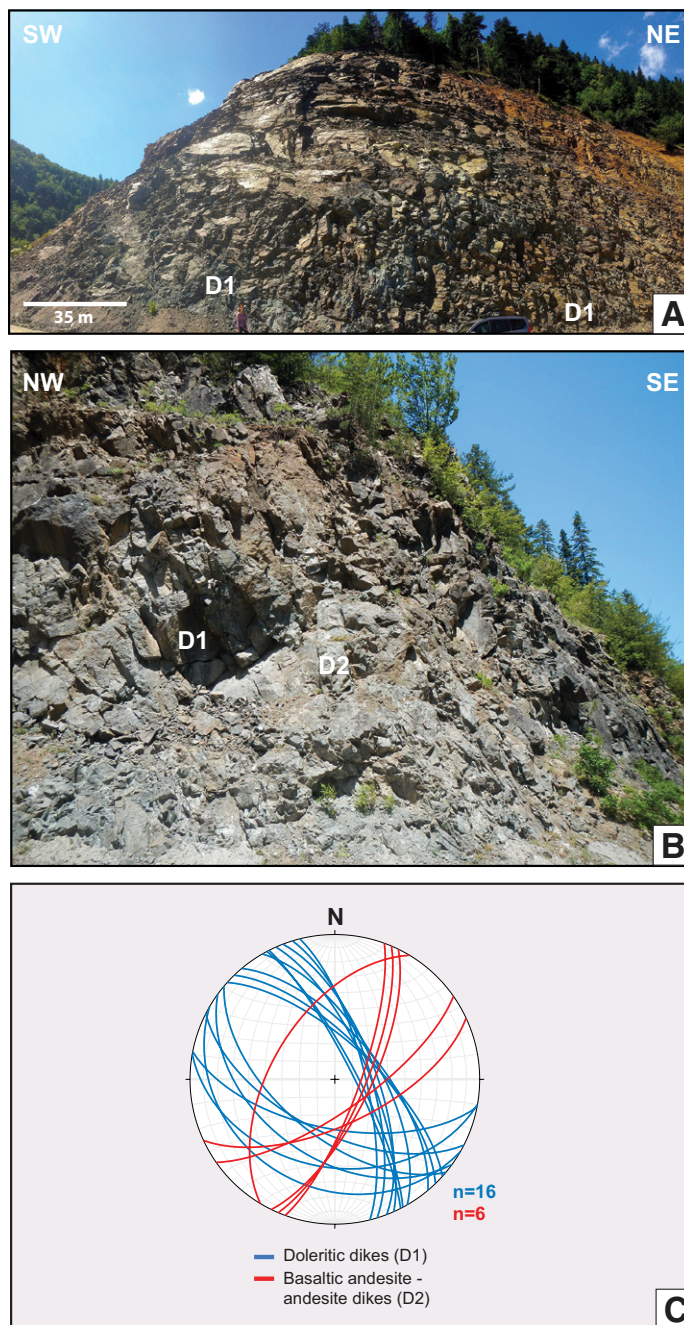 SW NE
D1
D1
35 m
A
NW SE
D1
D2
B
N
n=16
n=6
Doleritic dikes (D1)
Basaltic andesite -
andesite dikes (D2)
C